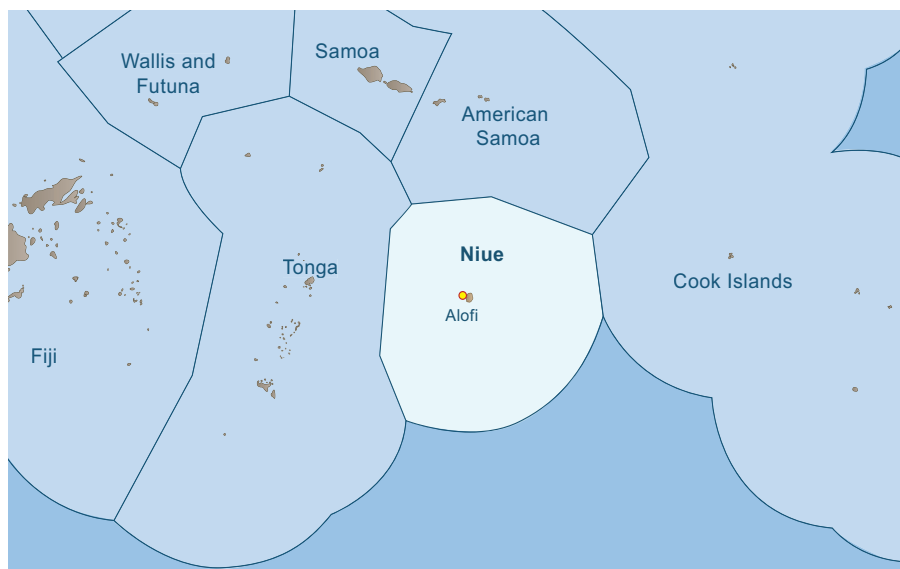 Samoa
Wallis and
Futuna
American
Samoa
Niue
Tonga
Cook Islands
Alofi
Fiji